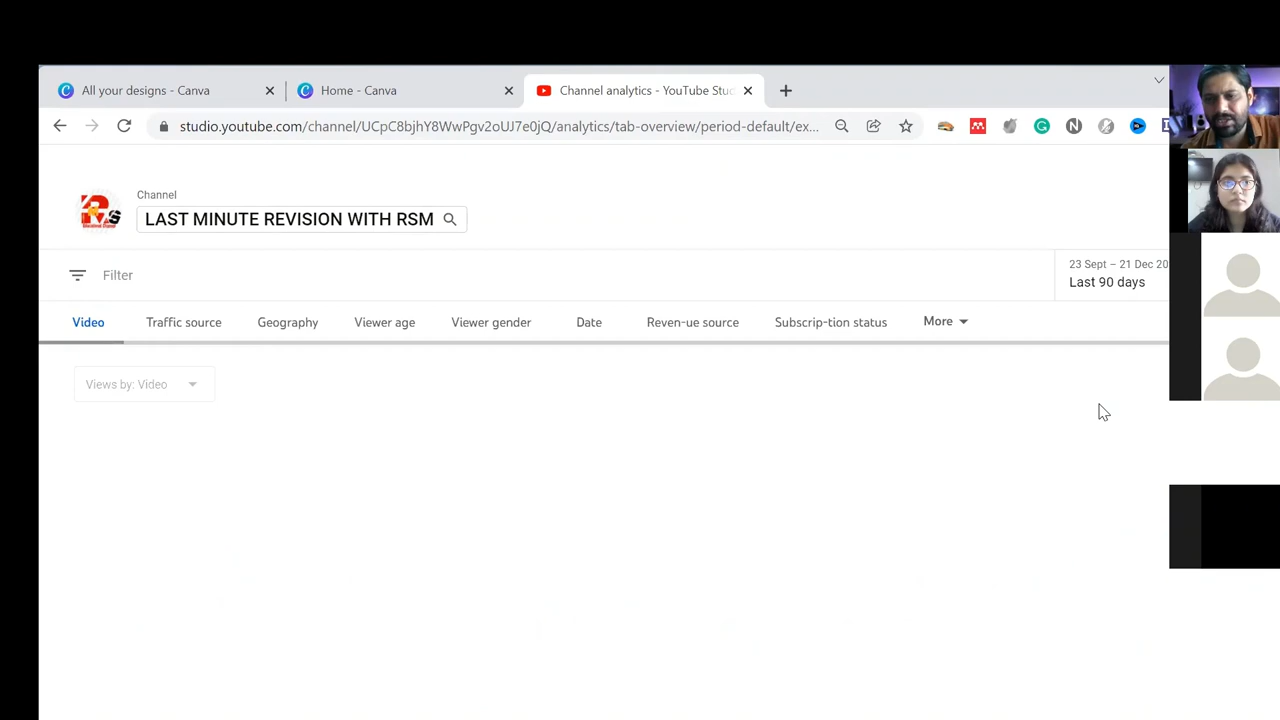 All your designs - Canva
Home - Canva
Channel analytics - YouTube Stuc
studio.youtube.com/channel/UCpC8bjhY8WwPgv2oUJ7e0jQ/analytics/tab-overview/period-default/ex...
Channel
LAST MINUTE REVISION WITH RSM
Filter
23 Sept – 21 Dec 20
Last 90 days
Video
Traffic source
Geography
Viewer age
Viewer gender
Date
Reven-ue source
Subscrip-tion status
More
Views by: Video